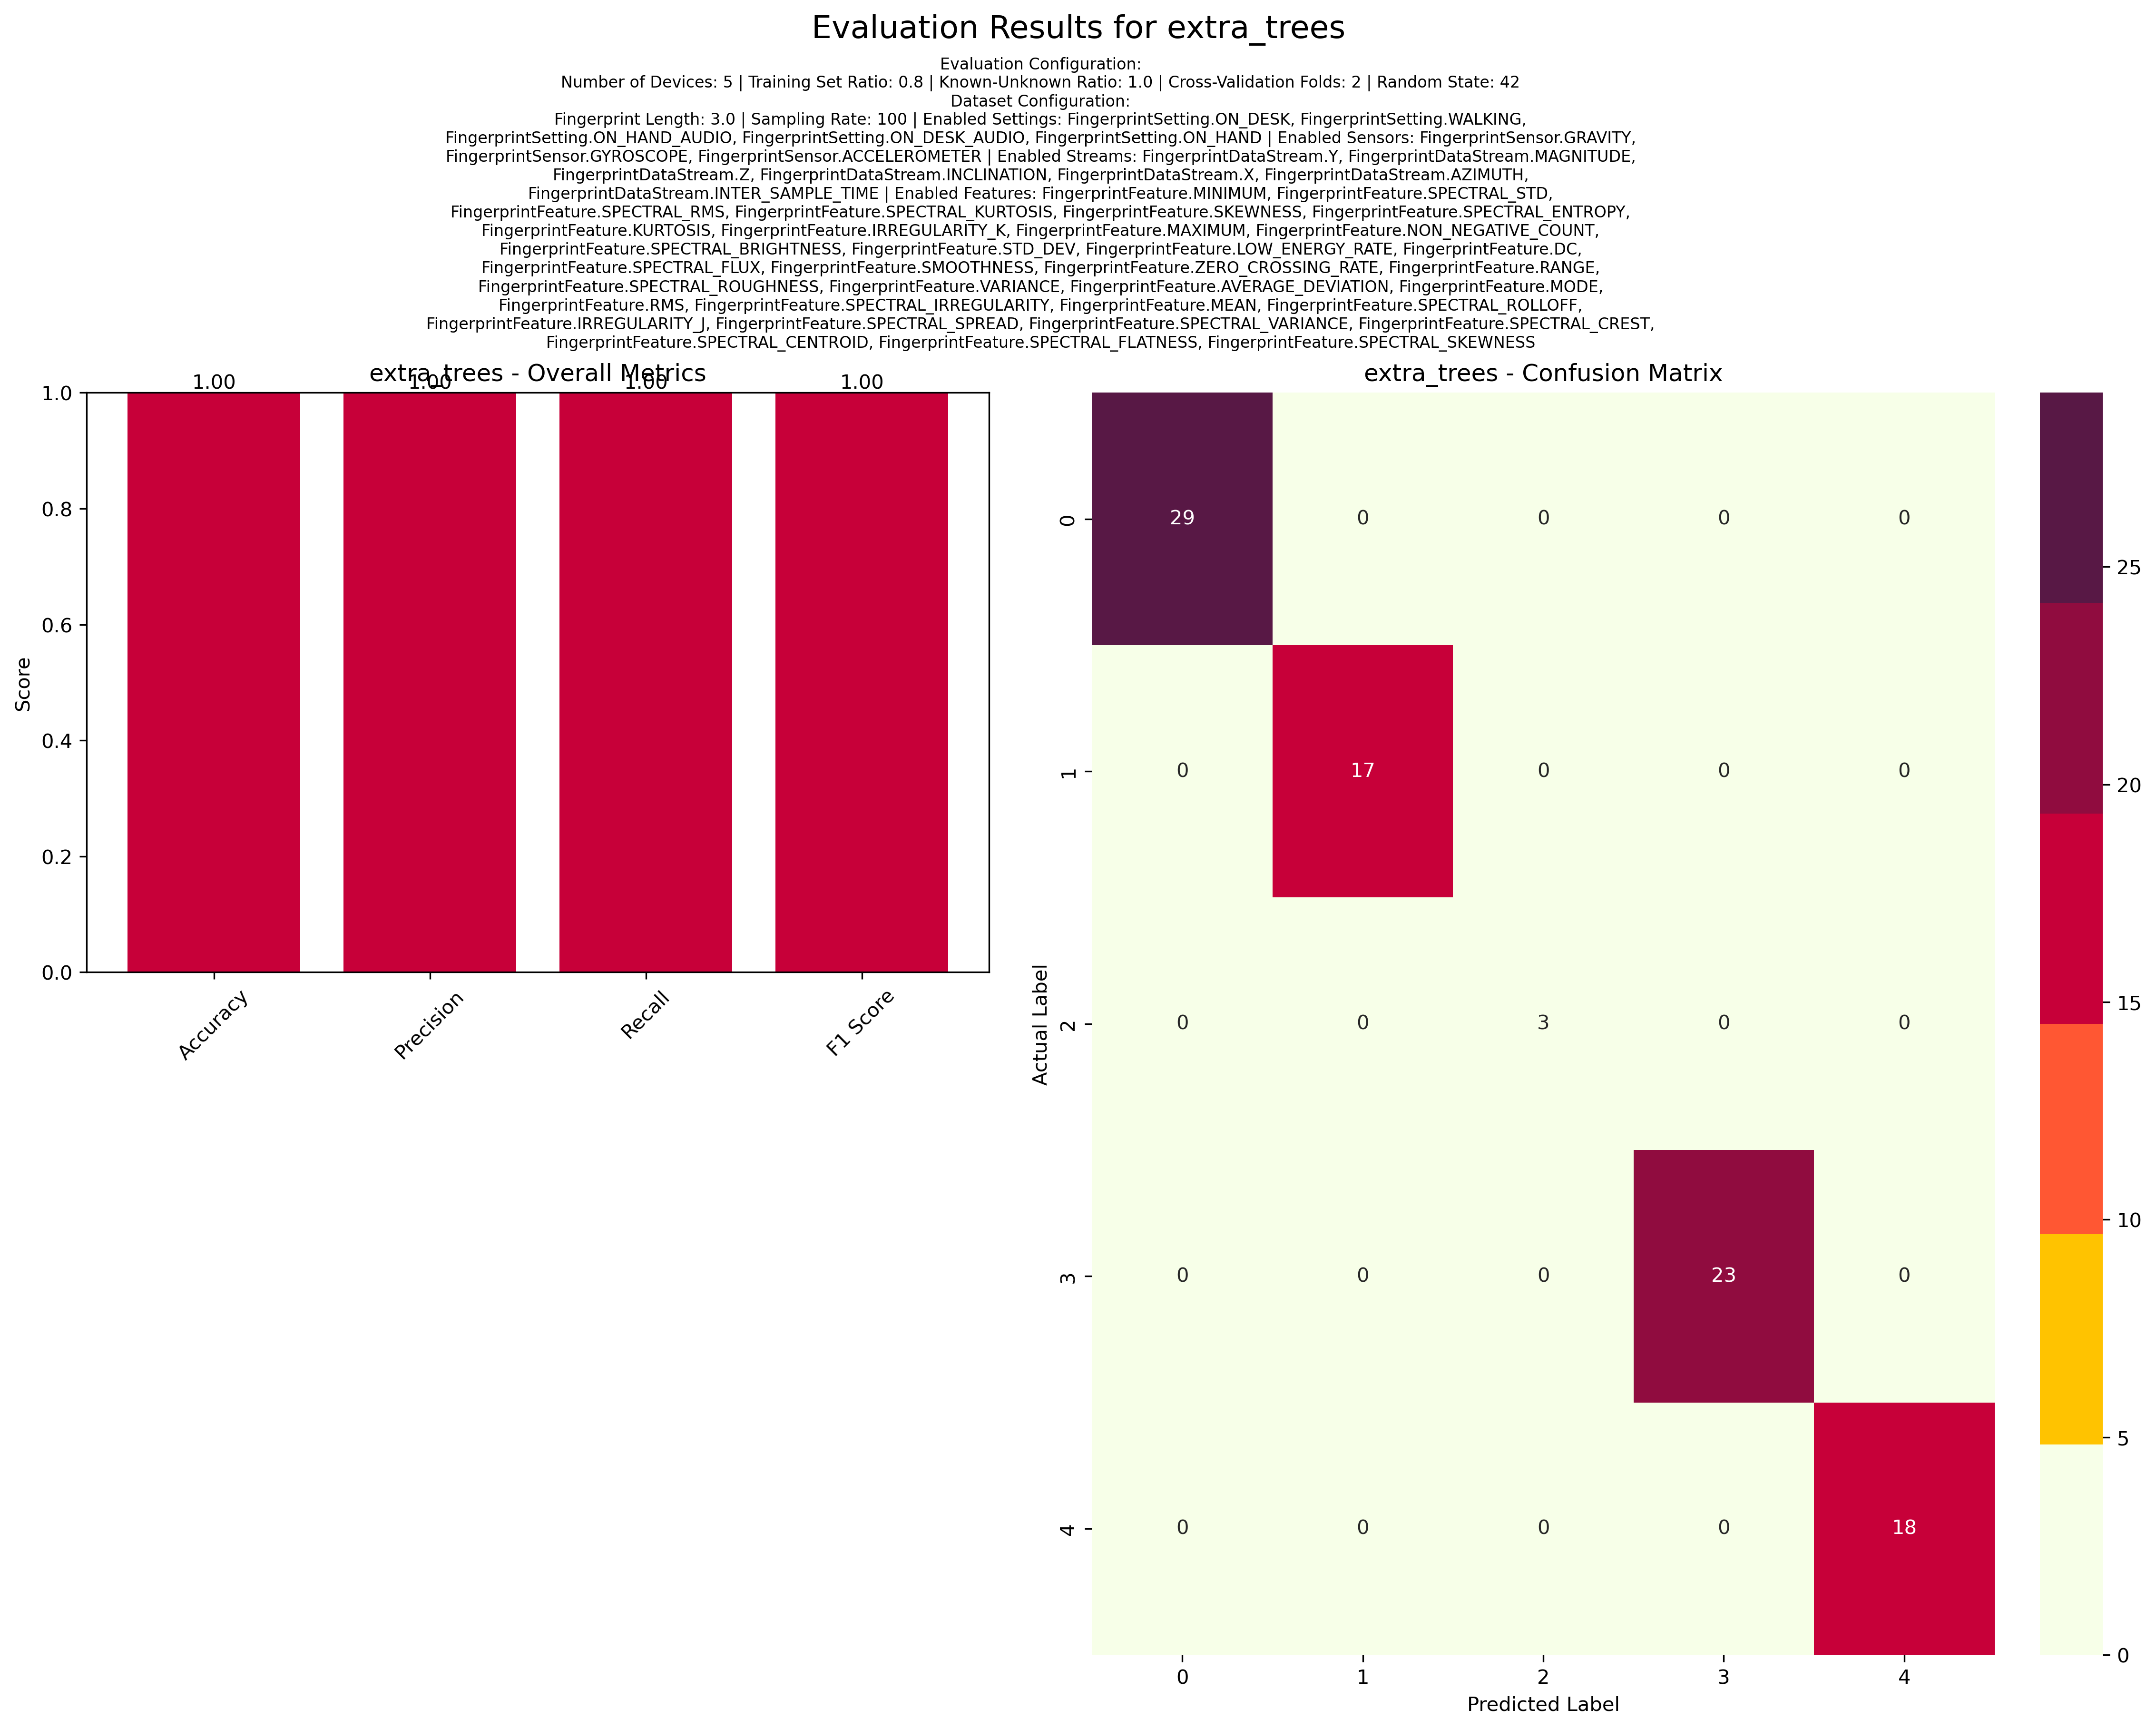 Evaluation Results for extra_trees
Evaluation Configuration:
Number of Devices: 5 | Training Set Ratio: 0.8 | Known-Unknown Ratio: 1.0 | Cross-Validation Folds: 2 | Random State: 42
Dataset Configuration:
Fingerprint Length: 3.0 | Sampling Rate: 100 | Enabled Settings: FingerprintSetting.ON_DESK, FingerprintSetting.WALKING,
FingerprintSetting.ON_HAND_AUDIO, FingerprintSetting.ON_DESK_AUDIO, FingerprintSetting.ON_HAND | Enabled Sensors: FingerprintSensor.GRAVITY,
FingerprintSensor.GYROSCOPE, FingerprintSensor.ACCELEROMETER | Enabled Streams: FingerprintDataStream.Y, FingerprintDataStream.MAGNITUDE,
FingerprintDataStream.Z, FingerprintDataStream.INCLINATION, FingerprintDataStream.X, FingerprintDataStream.AZIMUTH,
FingerprintDataStream.INTER_SAMPLE_TIME | Enabled Features: FingerprintFeature.MINIMUM, FingerprintFeature.SPECTRAL_STD,
FingerprintFeature.SPECTRAL_RMS, FingerprintFeature.SPECTRAL_KURTOSIS, FingerprintFeature.SKEWNESS, FingerprintFeature.SPECTRAL_ENTROPY,
FingerprintFeature.KURTOSIS, FingerprintFeature.IRREGULARITY_K, FingerprintFeature.MAXIMUM, FingerprintFeature.NON_NEGATIVE_COUNT,
FingerprintFeature.SPECTRAL_BRIGHTNESS, FingerprintFeature.STD_DEV, FingerprintFeature.LOW_ENERGY_RATE, FingerprintFeature.DC,
FingerprintFeature.SPECTRAL_FLUX, FingerprintFeature.SMOOTHNESS, FingerprintFeature.ZERO_CROSSING_RATE, FingerprintFeature.RANGE,
FingerprintFeature.SPECTRAL_ROUGHNESS, FingerprintFeature.VARIANCE, FingerprintFeature.AVERAGE_DEVIATION, FingerprintFeature.MODE,
FingerprintFeature.RMS, FingerprintFeature.SPECTRAL_IRREGULARITY, FingerprintFeature.MEAN, FingerprintFeature.SPECTRAL_ROLLOFF,
FingerprintFeature.IRREGULARITY_J, FingerprintFeature.SPECTRAL_SPREAD, FingerprintFeature.SPECTRAL_VARIANCE, FingerprintFeature.SPECTRAL_CREST,
FingerprintFeature.SPECTRAL_CENTROID, FingerprintFeature.SPECTRAL_FLATNESS, FingerprintFeature.SPECTRAL_SKEWNESS
extra_trees - Overall Metrics
1.00 1.00 1.00 1.00
1.0
0.8
0.6
0.4
0.2
0.0
Score
Accuracy
Precision
Recall
F1 Score
extra_trees - Confusion Matrix
0 29 0 0 0 0
1 0 17 0 0 0
2 0 0 3 0 0
3 0 0 0 23 0
4 0 0 0 0 18
Actual Label
0 1 2 3 4
Predicted Label
25
20
15
10
5
0